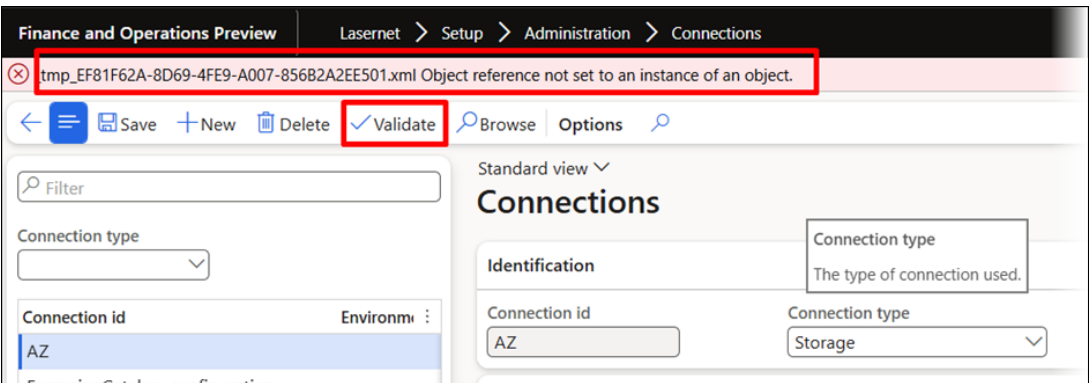 Finance and Operations Preview Lasernet > Setup > Administration > Connections
tmp_EF81F62A-8D69-4FE9-A007-856B2A2EE501.xml Object reference not set to an instance of an object.
Save New Delete Validate Browse Options
Filter
Connection type
Connection id Environme
AZ
Standard view
Connections
Identification
Connection id
AZ
Connection type
Storage
Connection type
The type of connection used.